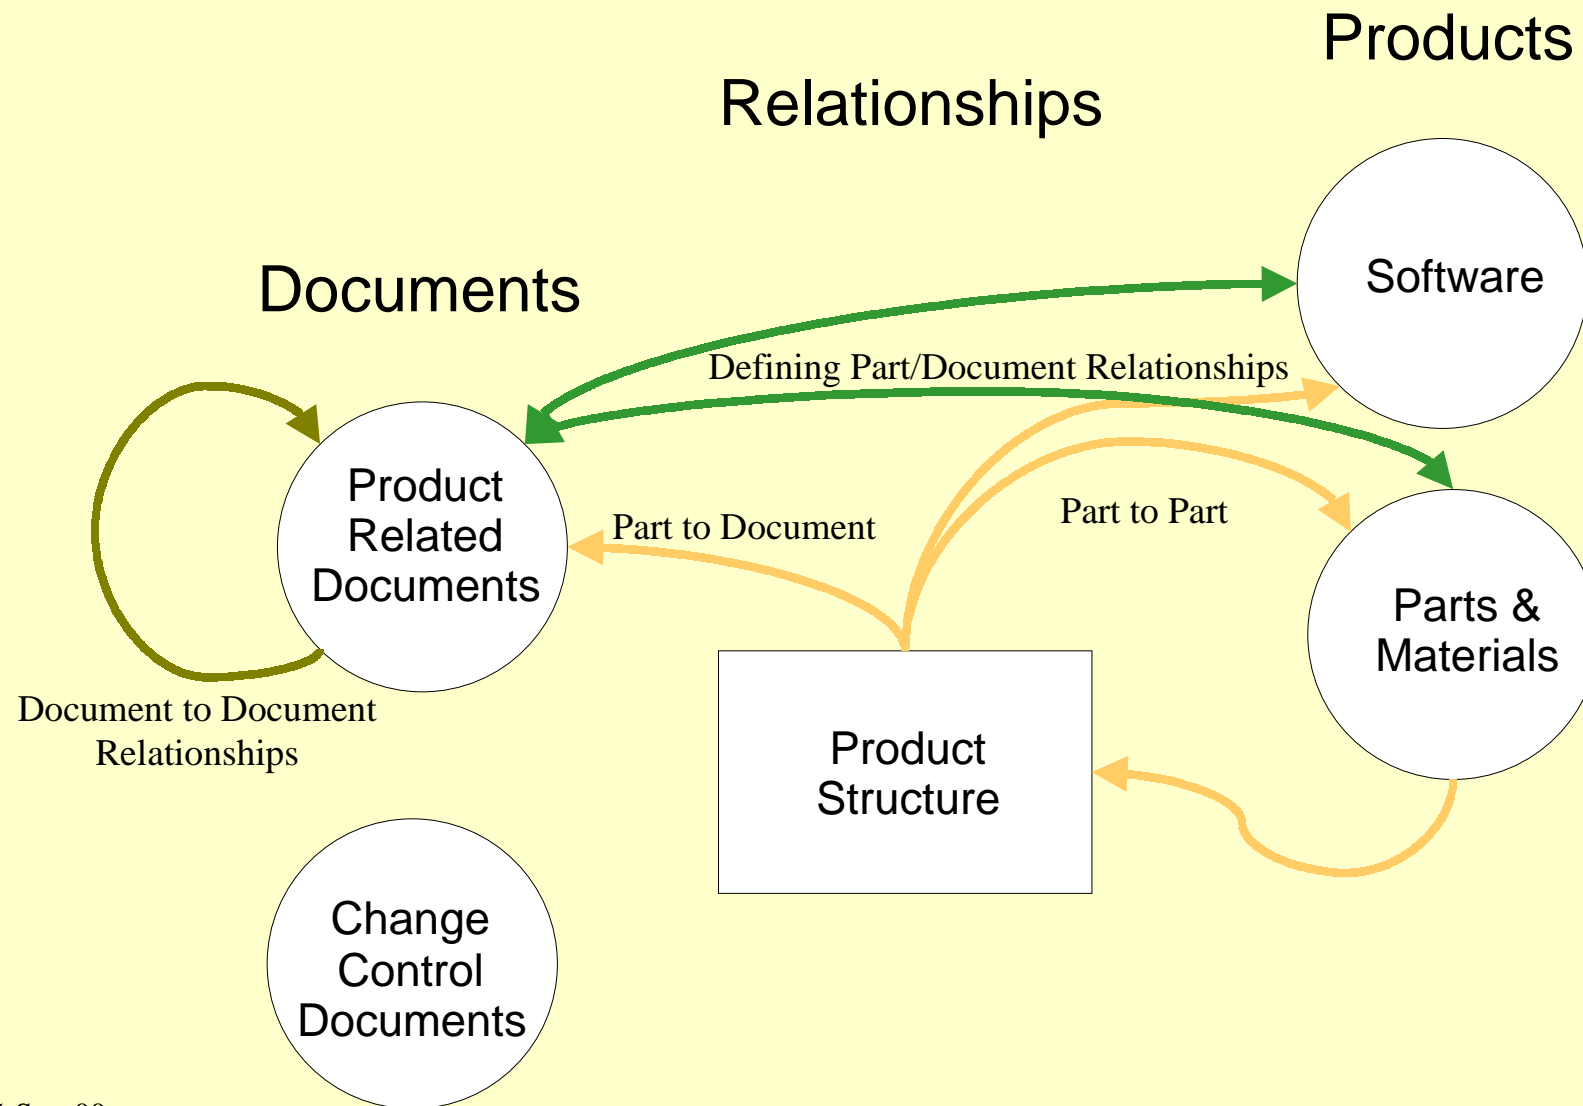 Products
Relationships
Software
Documents
Defining Part/Document Relationships
Product
Related
Documents
Part to Document
Part to Part
Parts &
Materials
Document to Document
Relationships
Product
Structure
Change
Control
Documents